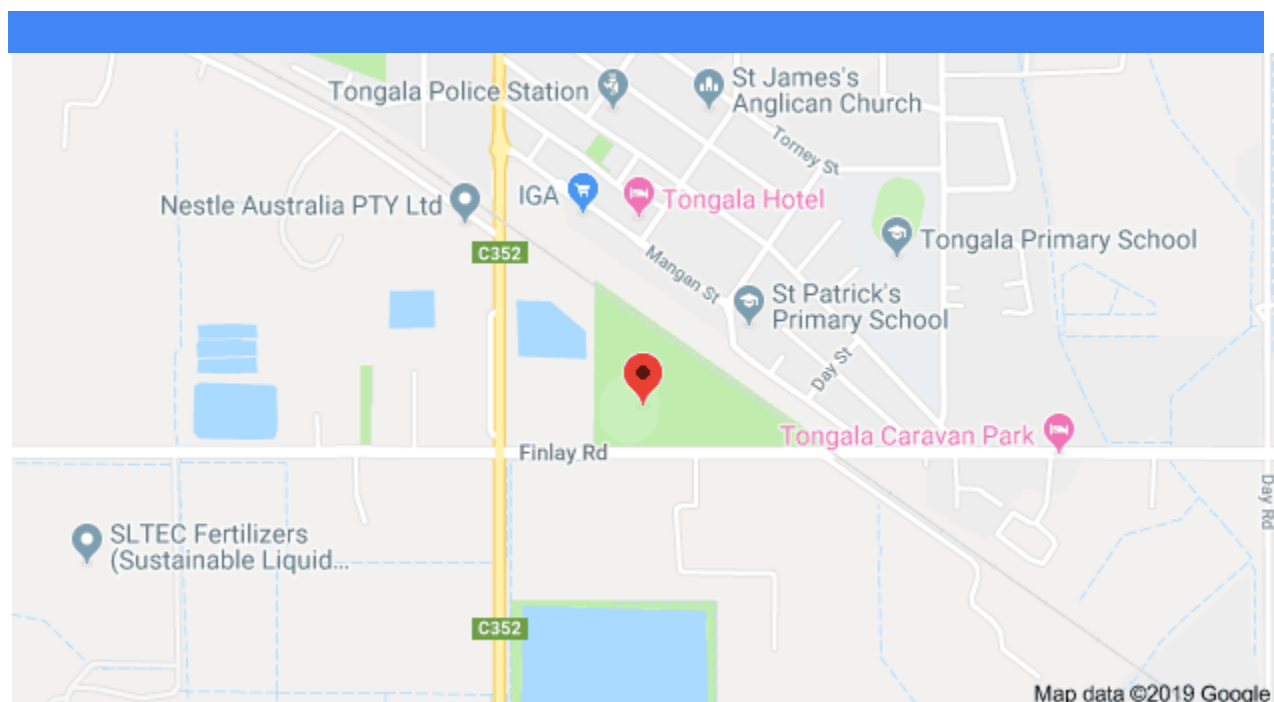 Tongala Police Station
St James's
Anglican Church
Torney St
Nestle Australia PTY Ltd
IGA
Tongala Hotel
Tongala Primary School
C352
Mangan St
St Patrick's
Primary School
Day St
Tongala Caravan Park
Finlay Rd
Day Rd
SLTEC Fertilizers
(Sustainable Liquid...
C352
Map data ©2019 Google